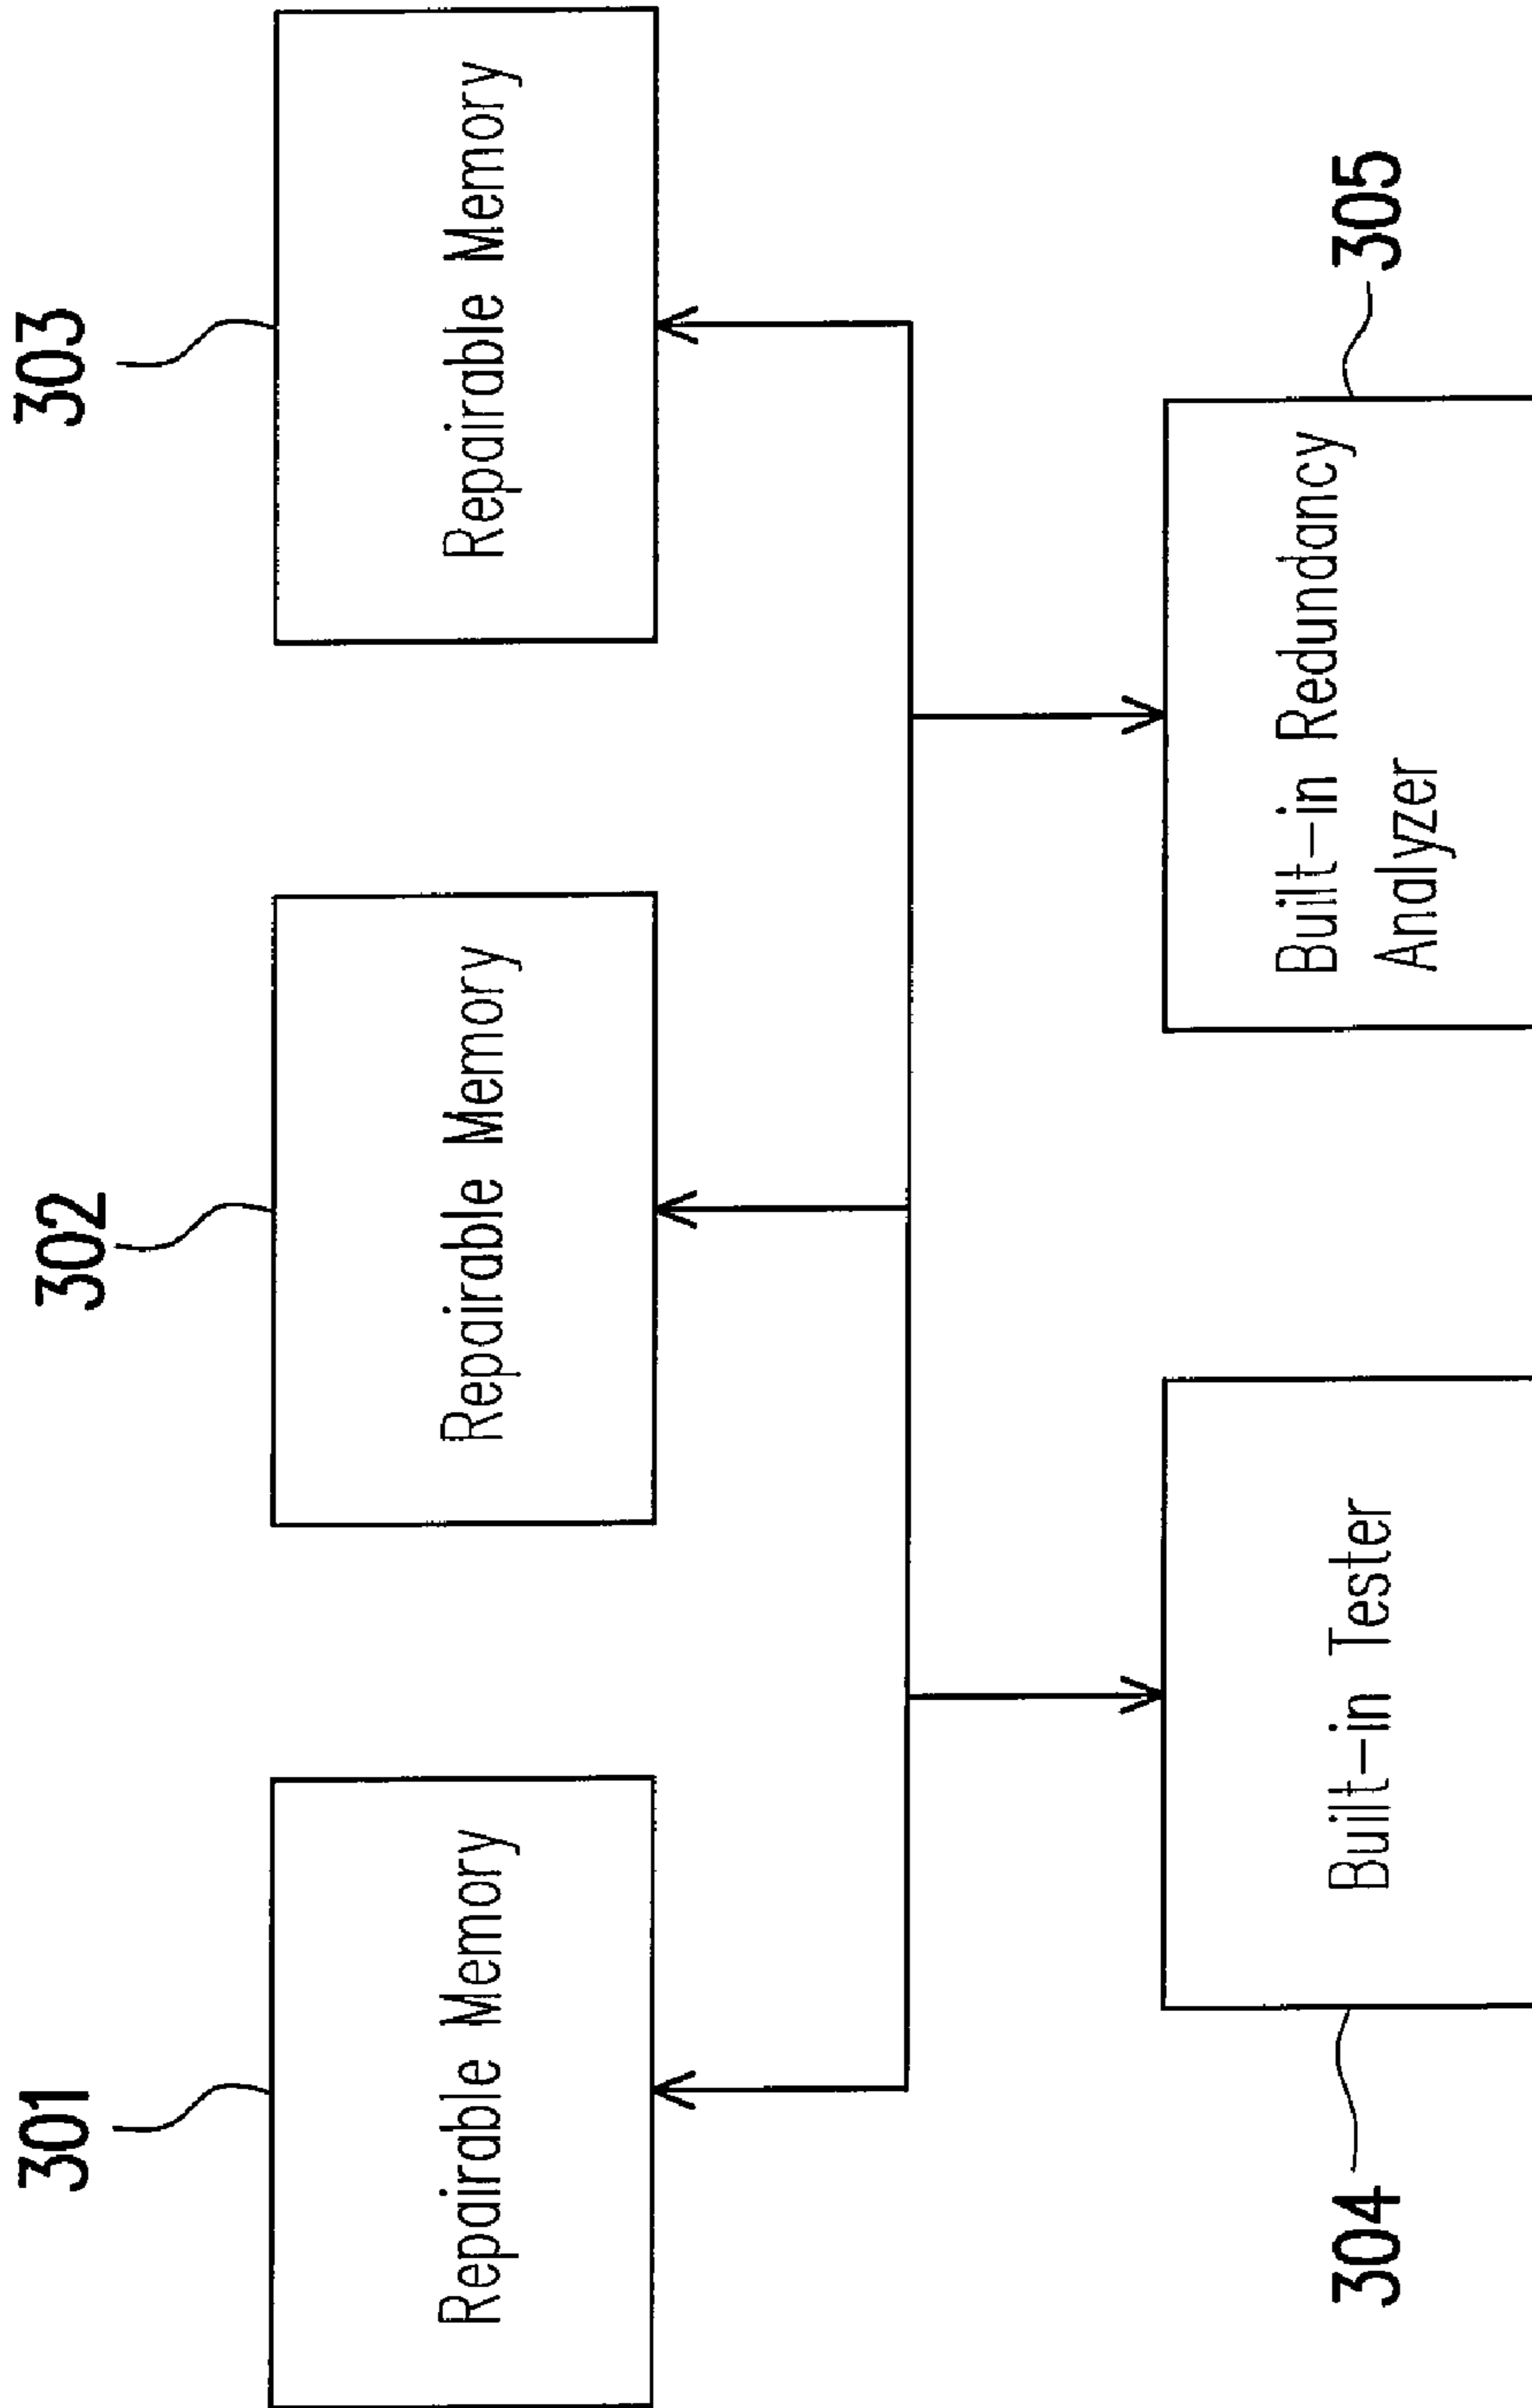 301
302
303
Repairable Memory
Repairable Memory
Repairable Memory
Built-in Tester
Built-in Redundancy
Analyzer
304
305